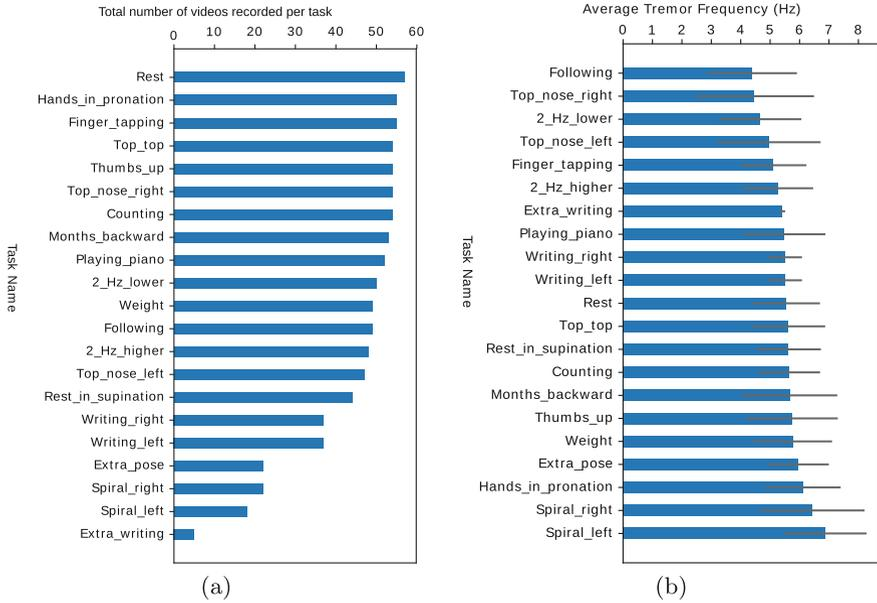 Total number of videos recorded per task
0 10 20 30 40 50 60
Rest
Hands_in_pronation
Finger_tapping
Top_top
Thumbs_up
Top_nose_right
Counting
Months_backward
Playing_piano
2_Hz_lower
Weight
Following
2_Hz_higher
Top_nose_left
Rest_in_supination
Writing_right
Writing_left
Extra_pose
Spiral_right
Spiral_left
Extra_writing
Task Name
(a)
Average Tremor Frequency (Hz)
0 1 2 3 4 5 6 7 8
Following
Top_nose_right
2_Hz_lower
Top_nose_left
Finger_tapping
2_Hz_higher
Extra_writing
Playing_piano
Writing_right
Writing_left
Rest
Top_top
Rest_in_supination
Counting
Months_backward
Thumbs_up
Weight
Extra_pose
Hands_in_pronation
Spiral_right
Spiral_left
Task Name
(b)